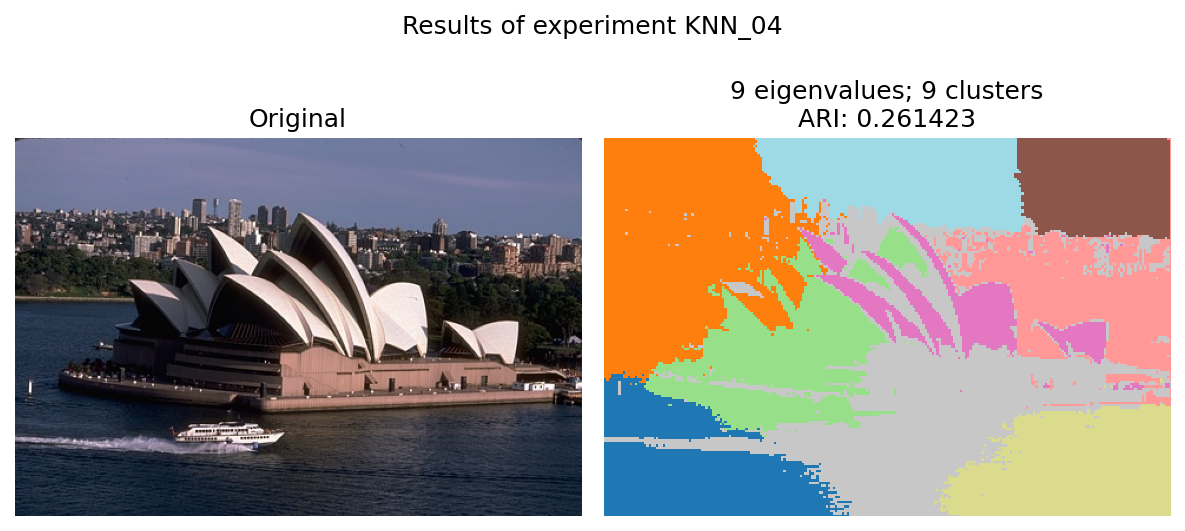 Results of experiment KNN_04
Original
9 eigenvalues; 9 clusters
ARI: 0.261423